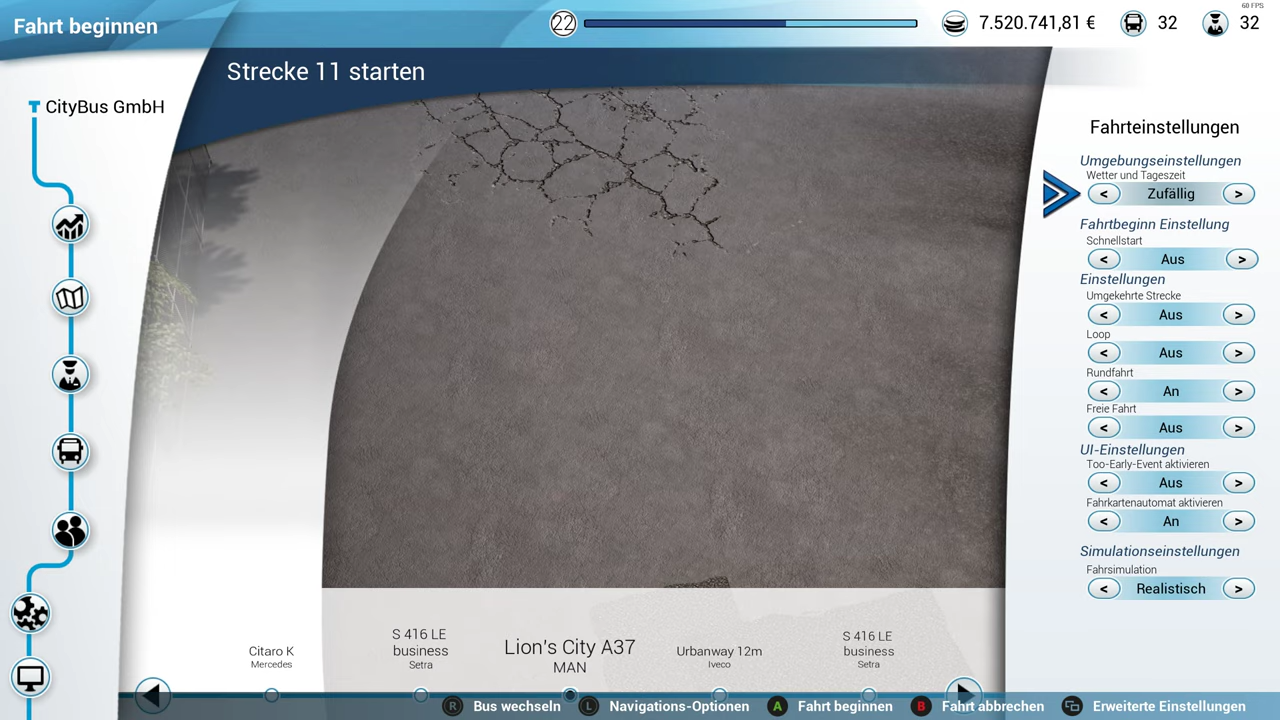 60 FPS
Fahrt beginnen
22
7.520.741,81 €
32
32
Strecke 11 starten
CityBus GmbH
Fahrteinstellungen
Umgebungseinstellungen
Wetter und Tageszeit
< Zufällig >
Fahrtbeginn Einstellung
Schnellstart
< Aus >
Einstellungen
Umgekehrte Strecke
< Aus >
Loop
< Aus >
Rundfahrt
< An >
Freie Fahrt
< Aus >
UI-Einstellungen
Too-Early-Event aktivieren
< Aus >
Fahrkartenautomat aktivieren
< An >
Simulationseinstellungen
Fahrsimulation
< Realistisch >
Citaro K
Mercedes
S 416 LE
business
Setra
Lion's City A37
MAN
Urbanway 12m
Iveco
S 416 LE
business
Setra
R Bus wechseln
L Navigations-Optionen
A Fahrt beginnen
B Fahrt abbrechen
Erweiterte Einstellungen